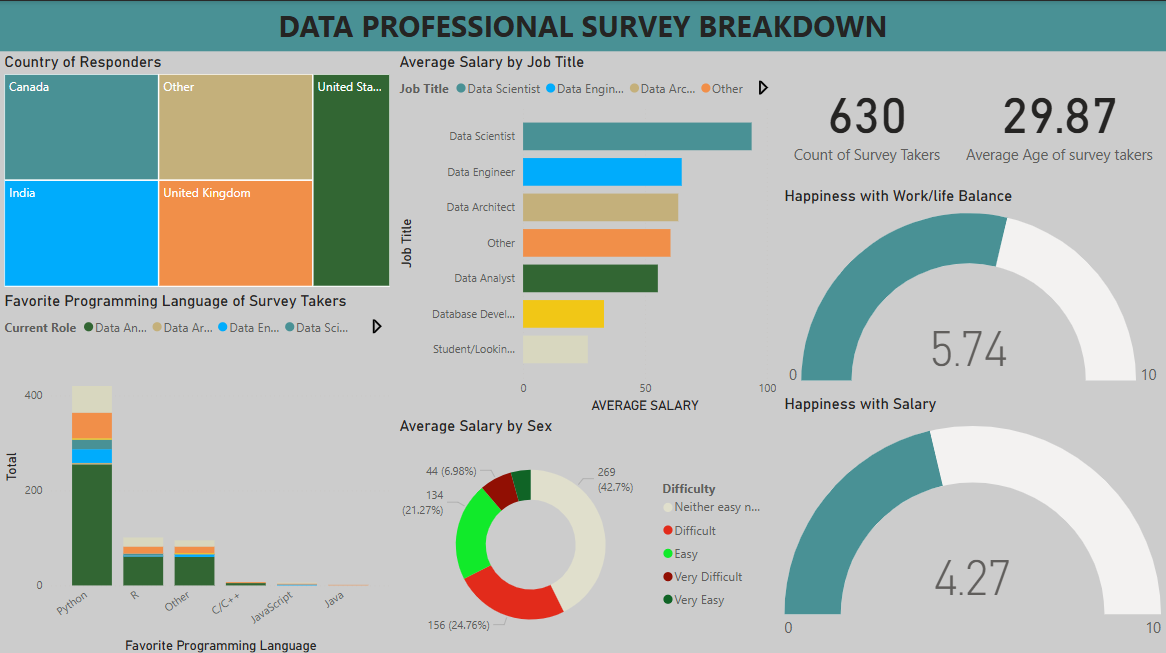 DATA PROFESSIONAL SURVEY BREAKDOWN
Country of Responders
Canada
Other
United Sta...
India
United Kingdom
Favorite Programming Language of Survey Takers
Current Role Data An... Data Ar... Data En... Data Sci...
Total
400
200
0
Python
R
Other
C/C++
JavaScript
Java
Favorite Programming Language
Average Salary by Job Title
Job Title Data Scientist Data Engin... Data Arc... Other
Job Title
Data Scientist
Data Engineer
Data Architect
Other
Data Analyst
Database Devel...
Student/Lookin...
0 50 100
AVERAGE SALARY
Average Salary by Sex
44 (6.98%)
134
(21.27%)
156 (24.76%)
269
(42.7%)
Difficulty
Neither easy n...
Difficult
Easy
Very Difficult
Very Easy
630
Count of Survey Takers
29.87
Average Age of survey takers
Happiness with Work/life Balance
5.74
0 10
Happiness with Salary
4.27
0 10